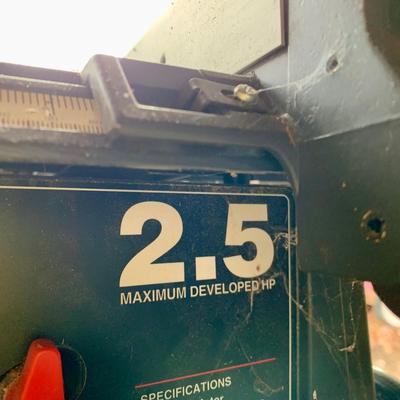 2.5
MAXIMUM DEVELOPED HP
SPECIFICATIONS